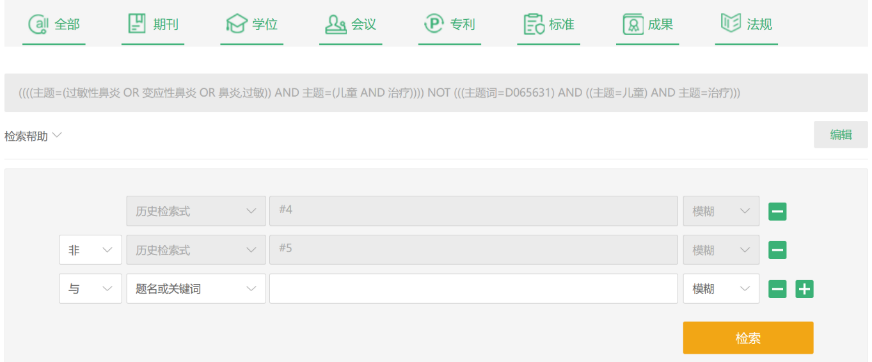 all 全部 期刊 学位 会议 P 专利 标准 成果 法规
((((主题=(过敏性鼻炎 OR 变应性鼻炎 OR 鼻炎,过敏)) AND 主题=(儿童 AND 治疗)))) NOT (((主题词=D065631) AND ((主题=儿童) AND 主题=治疗)))
检索帮助 编辑
历史检索式 #4 模糊
非 历史检索式 #5 模糊
与 题名或关键词 模糊
检索